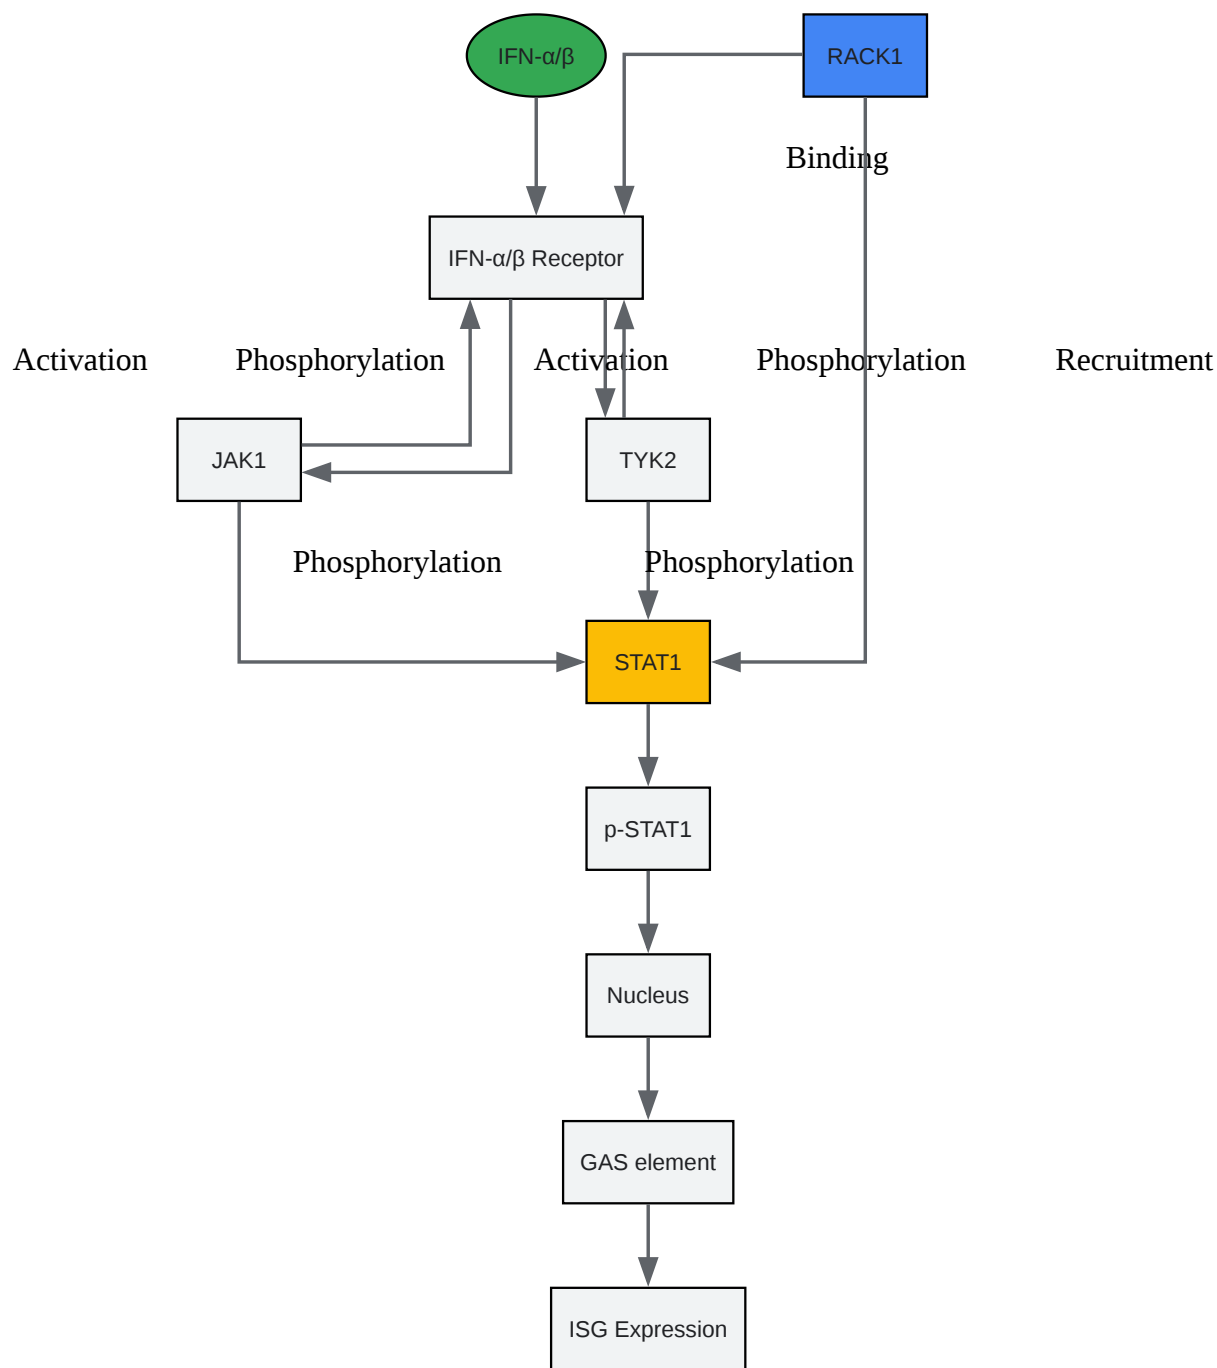 IFN-α/β
RACK1
Binding
IFN-α/β Receptor
Activation
Phosphorylation
Activation
Phosphorylation
Recruitment
JAK1
TYK2
Phosphorylation
Phosphorylation
STAT1
p-STAT1
Nucleus
GAS element
ISG Expression